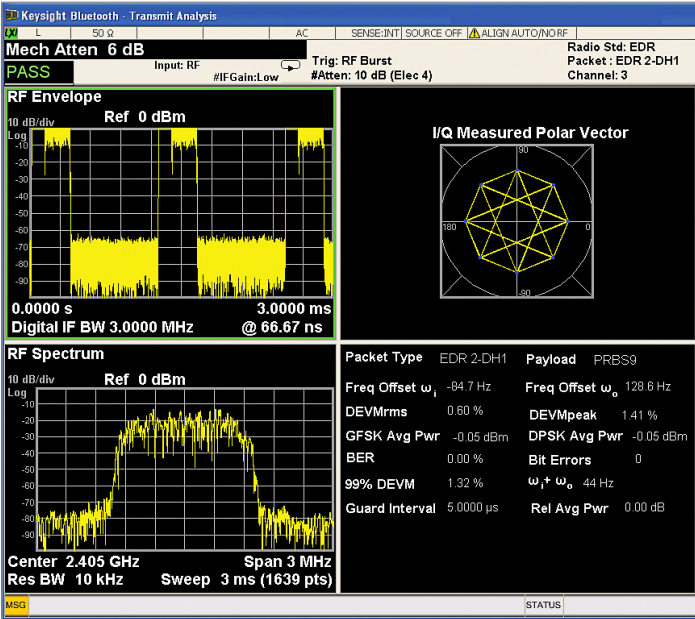 Keysight Bluetooth - Transmit Analysis
LXI L 50 Ω AC SENSE:INT SOURCE OFF ALIGN AUTO/NO RF
Mech Atten 6 dB
PASS
Input: RF
#IFGain:Low
Trig: RF Burst
#Atten: 10 dB (Elec 4)
Radio Std: EDR
Packet : EDR 2-DH1
Channel: 3
RF Envelope
10 dB/div
Ref 0 dBm
Log
-10
-20
-30
-40
-50
-60
-70
-80
-90
0.0000 s 3.0000 ms
Digital IF BW 3.0000 MHz @ 66.67 ns
I/Q Measured Polar Vector
90
180
0
-90
RF Spectrum
10 dB/div
Ref 0 dBm
Log
-10
-20
-30
-40
-50
-60
-70
-80
-90
Center 2.405 GHz Span 3 MHz
Res BW 10 kHz Sweep 3 ms (1639 pts)
Packet Type EDR 2-DH1 Payload PRBS9
Freq Offset ωi -84.7 Hz Freq Offset ωo 128.6 Hz
DEVMrms 0.60 % DEVMpeak 1.41 %
GFSK Avg Pwr -0.05 dBm DPSK Avg Pwr -0.05 dBm
BER 0.00 % Bit Errors 0
99% DEVM 1.32 % ωi+ ωo 44 Hz
Guard Interval 5.0000 µs Rel Avg Pwr 0.00 dB
MSG STATUS